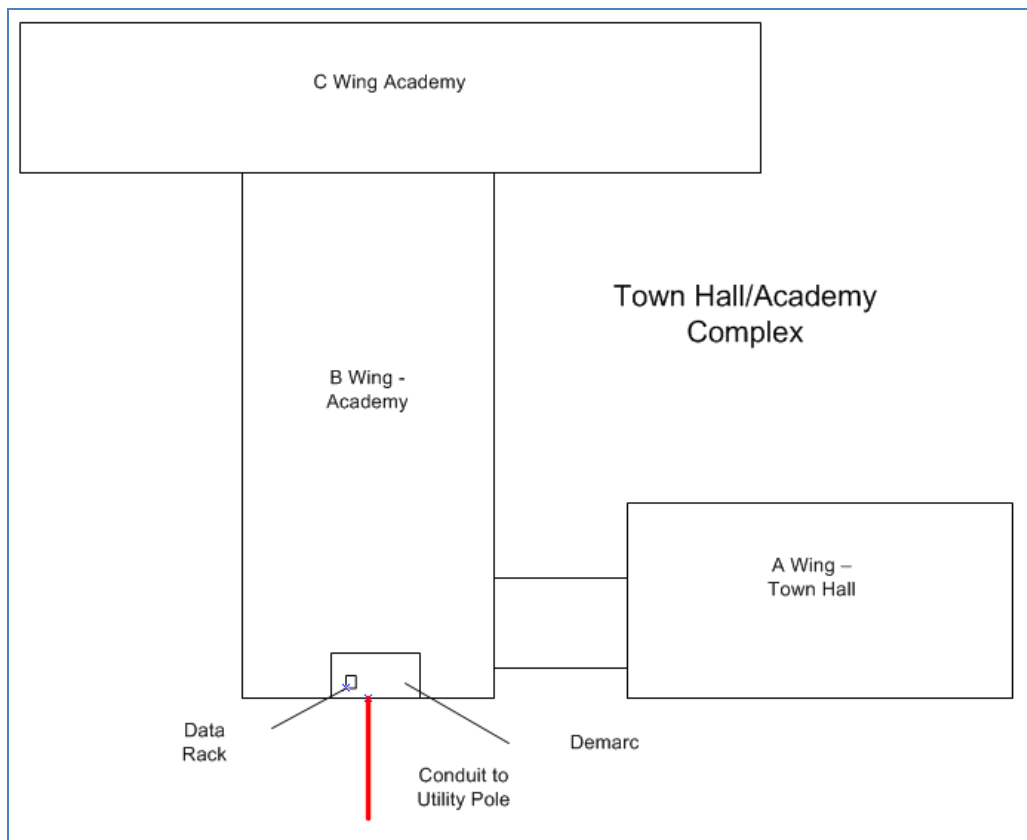 C Wing Academy
Town Hall/Academy
Complex
B Wing -
Academy
A Wing –
Town Hall
Data
Rack
Demarc
Conduit to
Utility Pole